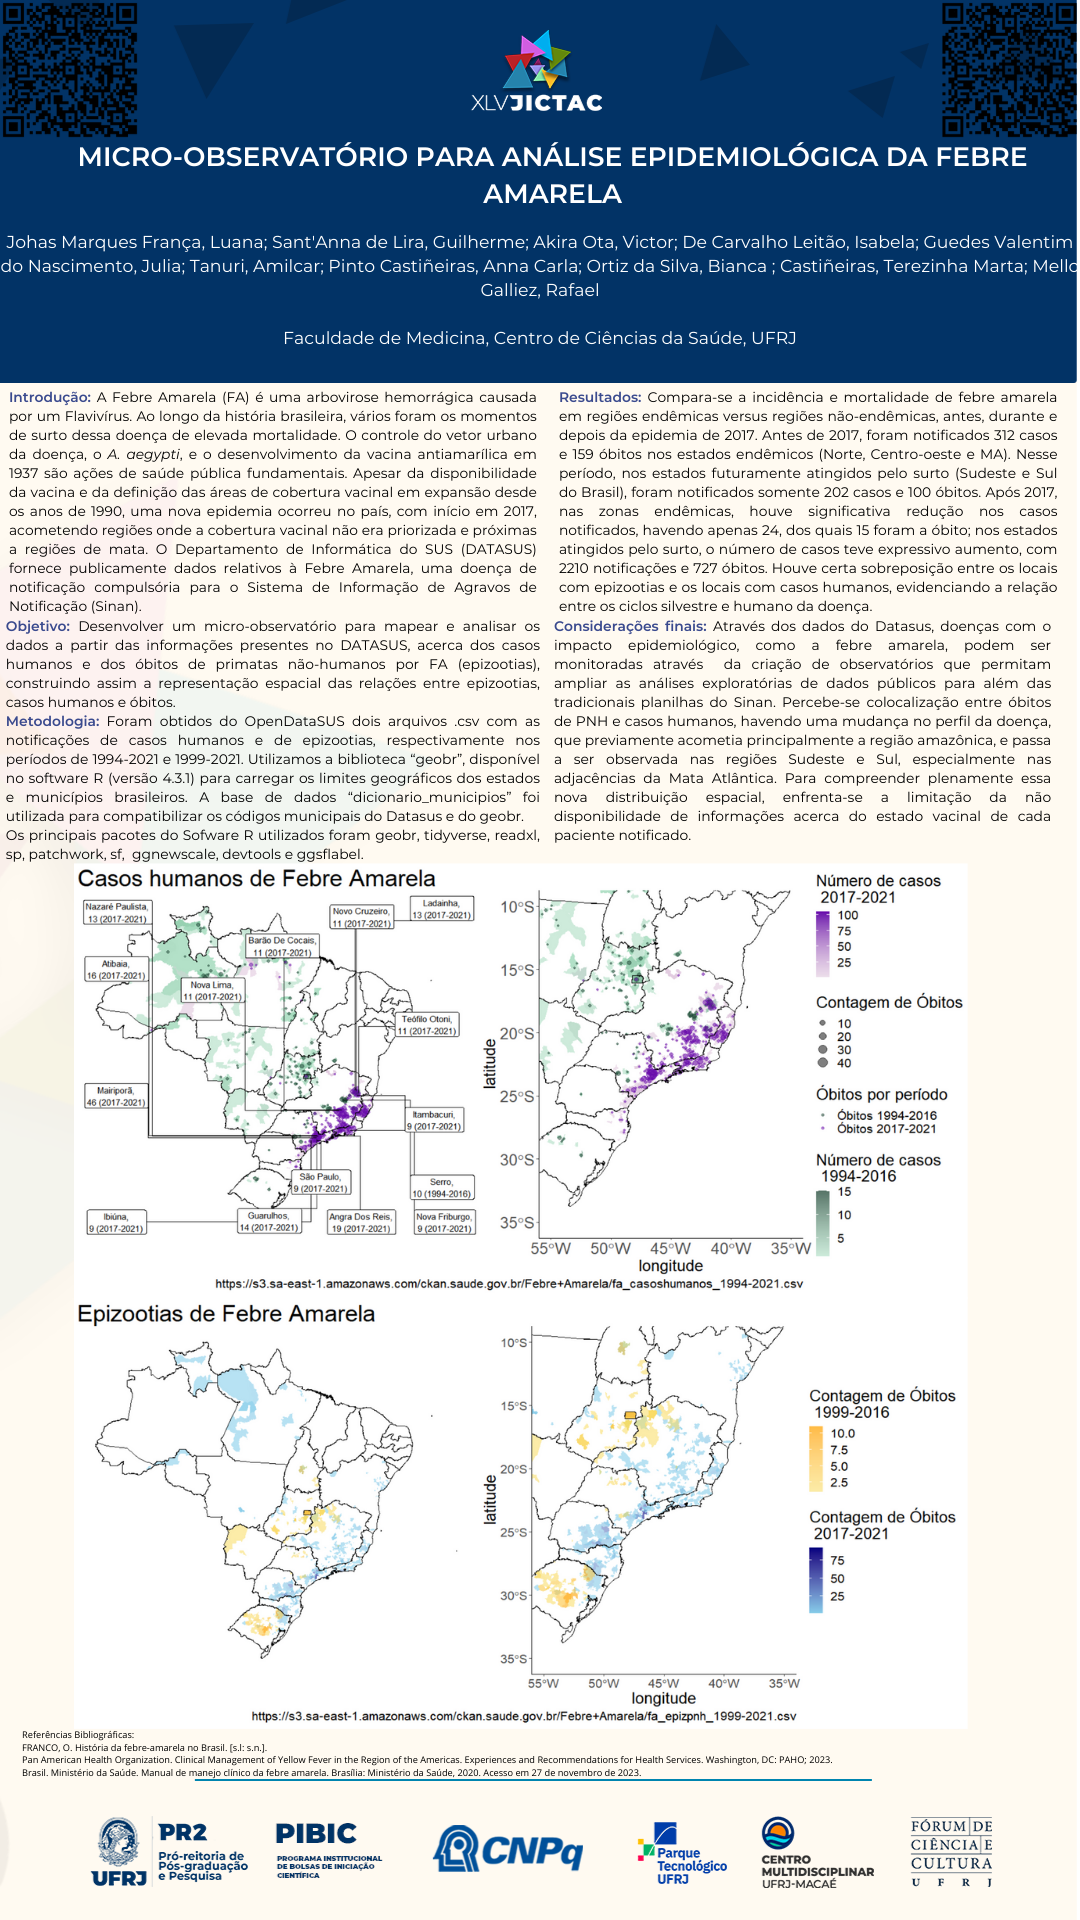 XLVJICTAC
MICRO-OBSERVATÓRIO PARA ANÁLISE EPIDEMIOLÓGICA DA FEBRE
AMARELA
Johas Marques França, Luana; Sant'Anna de Lira, Guilherme; Akira Ota, Victor; De Carvalho Leitão, Isabela; Guedes Valentim
do Nascimento, Julia; Tanuri, Amilcar; Pinto Castiñeiras, Anna Carla; Ortiz da Silva, Bianca ; Castiñeiras, Terezinha Marta; Mello
Galliez, Rafael
Faculdade de Medicina, Centro de Ciências da Saúde, UFRJ
Introdução: A Febre Amarela (FA) é uma arbovirose hemorrágica causada
por um Flavivírus. Ao longo da história brasileira, vários foram os momentos
de surto dessa doença de elevada mortalidade. O controle do vetor urbano
da doença, o A. aegypti, e o desenvolvimento da vacina antiamarílica em
1937 são ações de saúde pública fundamentais. Apesar da disponibilidade
da vacina e da definição das áreas de cobertura vacinal em expansão desde
os anos de 1990, uma nova epidemia ocorreu no país, com início em 2017,
acometendo regiões onde a cobertura vacinal não era priorizada e próximas
a regiões de mata. O Departamento de Informática do SUS (DATASUS)
fornece publicamente dados relativos à Febre Amarela, uma doença de
notificação compulsória para o Sistema de Informação de Agravos de
Notificação (Sinan).
Objetivo: Desenvolver um micro-observatório para mapear e analisar os
dados a partir das informações presentes no DATASUS, acerca dos casos
humanos e dos óbitos de primatas não-humanos por FA (epizootias),
construindo assim a representação espacial das relações entre epizootias,
casos humanos e óbitos.
Metodologia: Foram obtidos do OpenDataSUS dois arquivos .csv com as
notificações de casos humanos e de epizootias, respectivamente nos
períodos de 1994-2021 e 1999-2021. Utilizamos a biblioteca “geobr”, disponível
no software R (versão 4.3.1) para carregar os limites geográficos dos estados
e municípios brasileiros. A base de dados “dicionario_municipios” foi
utilizada para compatibilizar os códigos municipais do Datasus e do geobr.
Os principais pacotes do Sofware R utilizados foram geobr, tidyverse, readxl,
sp, patchwork, sf, ggnewscale, devtools e ggsflabel.
Resultados: Compara-se a incidência e mortalidade de febre amarela
em regiões endêmicas versus regiões não-endêmicas, antes, durante e
depois da epidemia de 2017. Antes de 2017, foram notificados 312 casos
e 159 óbitos nos estados endêmicos (Norte, Centro-oeste e MA). Nesse
período, nos estados futuramente atingidos pelo surto (Sudeste e Sul
do Brasil), foram notificados somente 202 casos e 100 óbitos. Após 2017,
nas zonas endêmicas, houve significativa redução nos casos
notificados, havendo apenas 24, dos quais 15 foram a óbito; nos estados
atingidos pelo surto, o número de casos teve expressivo aumento, com
2210 notificações e 727 óbitos. Houve certa sobreposição entre os locais
com epizootias e os locais com casos humanos, evidenciando a relação
entre os ciclos silvestre e humano da doença.
Considerações finais: Através dos dados do Datasus, doenças com o
impacto epidemiológico, como a febre amarela, podem ser
monitoradas através da criação de observatórios que permitam
ampliar as análises exploratórias de dados públicos para além das
tradicionais planilhas do Sinan. Percebe-se colocalização entre óbitos
de PNH e casos humanos, havendo uma mudança no perfil da doença,
que previamente acometia principalmente a região amazônica, e passa
a ser observada nas regiões Sudeste e Sul, especialmente nas
adjacências da Mata Atlântica. Para compreender plenamente essa
nova distribuição espacial, enfrenta-se a limitação da não
disponibilidade de informações acerca do estado vacinal de cada
paciente notificado.
Casos humanos de Febre Amarela
Nazaré Paulista,
13 (2017-2021)
Novo Cruzeiro,
11 (2017-2021)
Ladainha,
13 (2017-2021)
Barão De Cocais,
11 (2017-2021)
Atibaia,
16 (2017-2021)
Nova Lima,
11 (2017-2021)
Teófilo Otoni,
11 (2017-2021)
Mairiporã,
46 (2017-2021)
Itambacuri,
9 (2017-2021)
São Paulo,
9 (2017-2021)
Serro,
10 (1994-2016)
Ibiúna,
9 (2017-2021)
Guarulhos,
14 (2017-2021)
Angra Dos Reis,
19 (2017-2021)
Nova Friburgo,
9 (2017-2021)
latitude
10°S
15°S
20°S
25°S
30°S
35°S
55°W 50°W 45°W 40°W 35°W
longitude
Número de casos
2017-2021
100
75
50
25
Contagem de Óbitos
10
20
30
40
Óbitos por período
Óbitos 1994-2016
Óbitos 2017-2021
Número de casos
1994-2016
15
10
5
https://s3.sa-east-1.amazonaws.com/ckan.saude.gov.br/Febre+Amarela/fa_casoshumanos_1994-2021.csv
Epizootias de Febre Amarela
latitude
10°S
15°S
20°S
25°S
30°S
35°S
55°W 50°W 45°W 40°W 35°W
longitude
Contagem de Óbitos
1999-2016
10.0
7.5
5.0
2.5
Contagem de Óbitos
2017-2021
75
50
25
https://s3.sa-east-1.amazonaws.com/ckan.saude.gov.br/Febre+Amarela/fa_epizpnh_1999-2021.csv
Referências Bibliográficas:
FRANCO, O. História da febre-amarela no Brasil. [s.l: s.n.].
Pan American Health Organization. Clinical Management of Yellow Fever in the Region of the Americas. Experiences and Recommendations for Health Services. Washington, DC: PAHO; 2023.
Brasil. Ministério da Saúde. Manual de manejo clínico da febre amarela. Brasília: Ministério da Saúde, 2020. Acesso em 27 de novembro de 2023.
UFRJ
PR2
Pró-reitoria de
Pós-graduação
e Pesquisa
PIBIC
PROGRAMA INSTITUCIONAL
DE BOLSAS DE INICIAÇÃO
CIENTÍFICA
CNPq
Parque
Tecnológico
UFRJ
CENTRO
MULTIDISCIPLINAR
UFRJ-MACAÉ
FÓRUM DE
CIÊNCIA E
CULTURA
U F R J